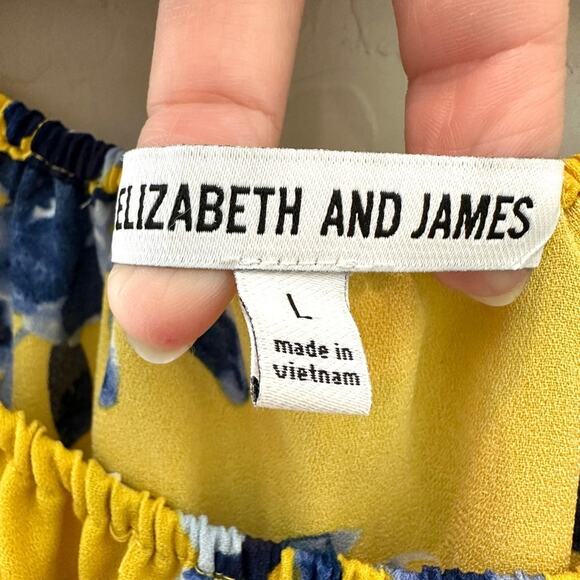 ELIZABETH AND JAMES
L
made in
vietnam